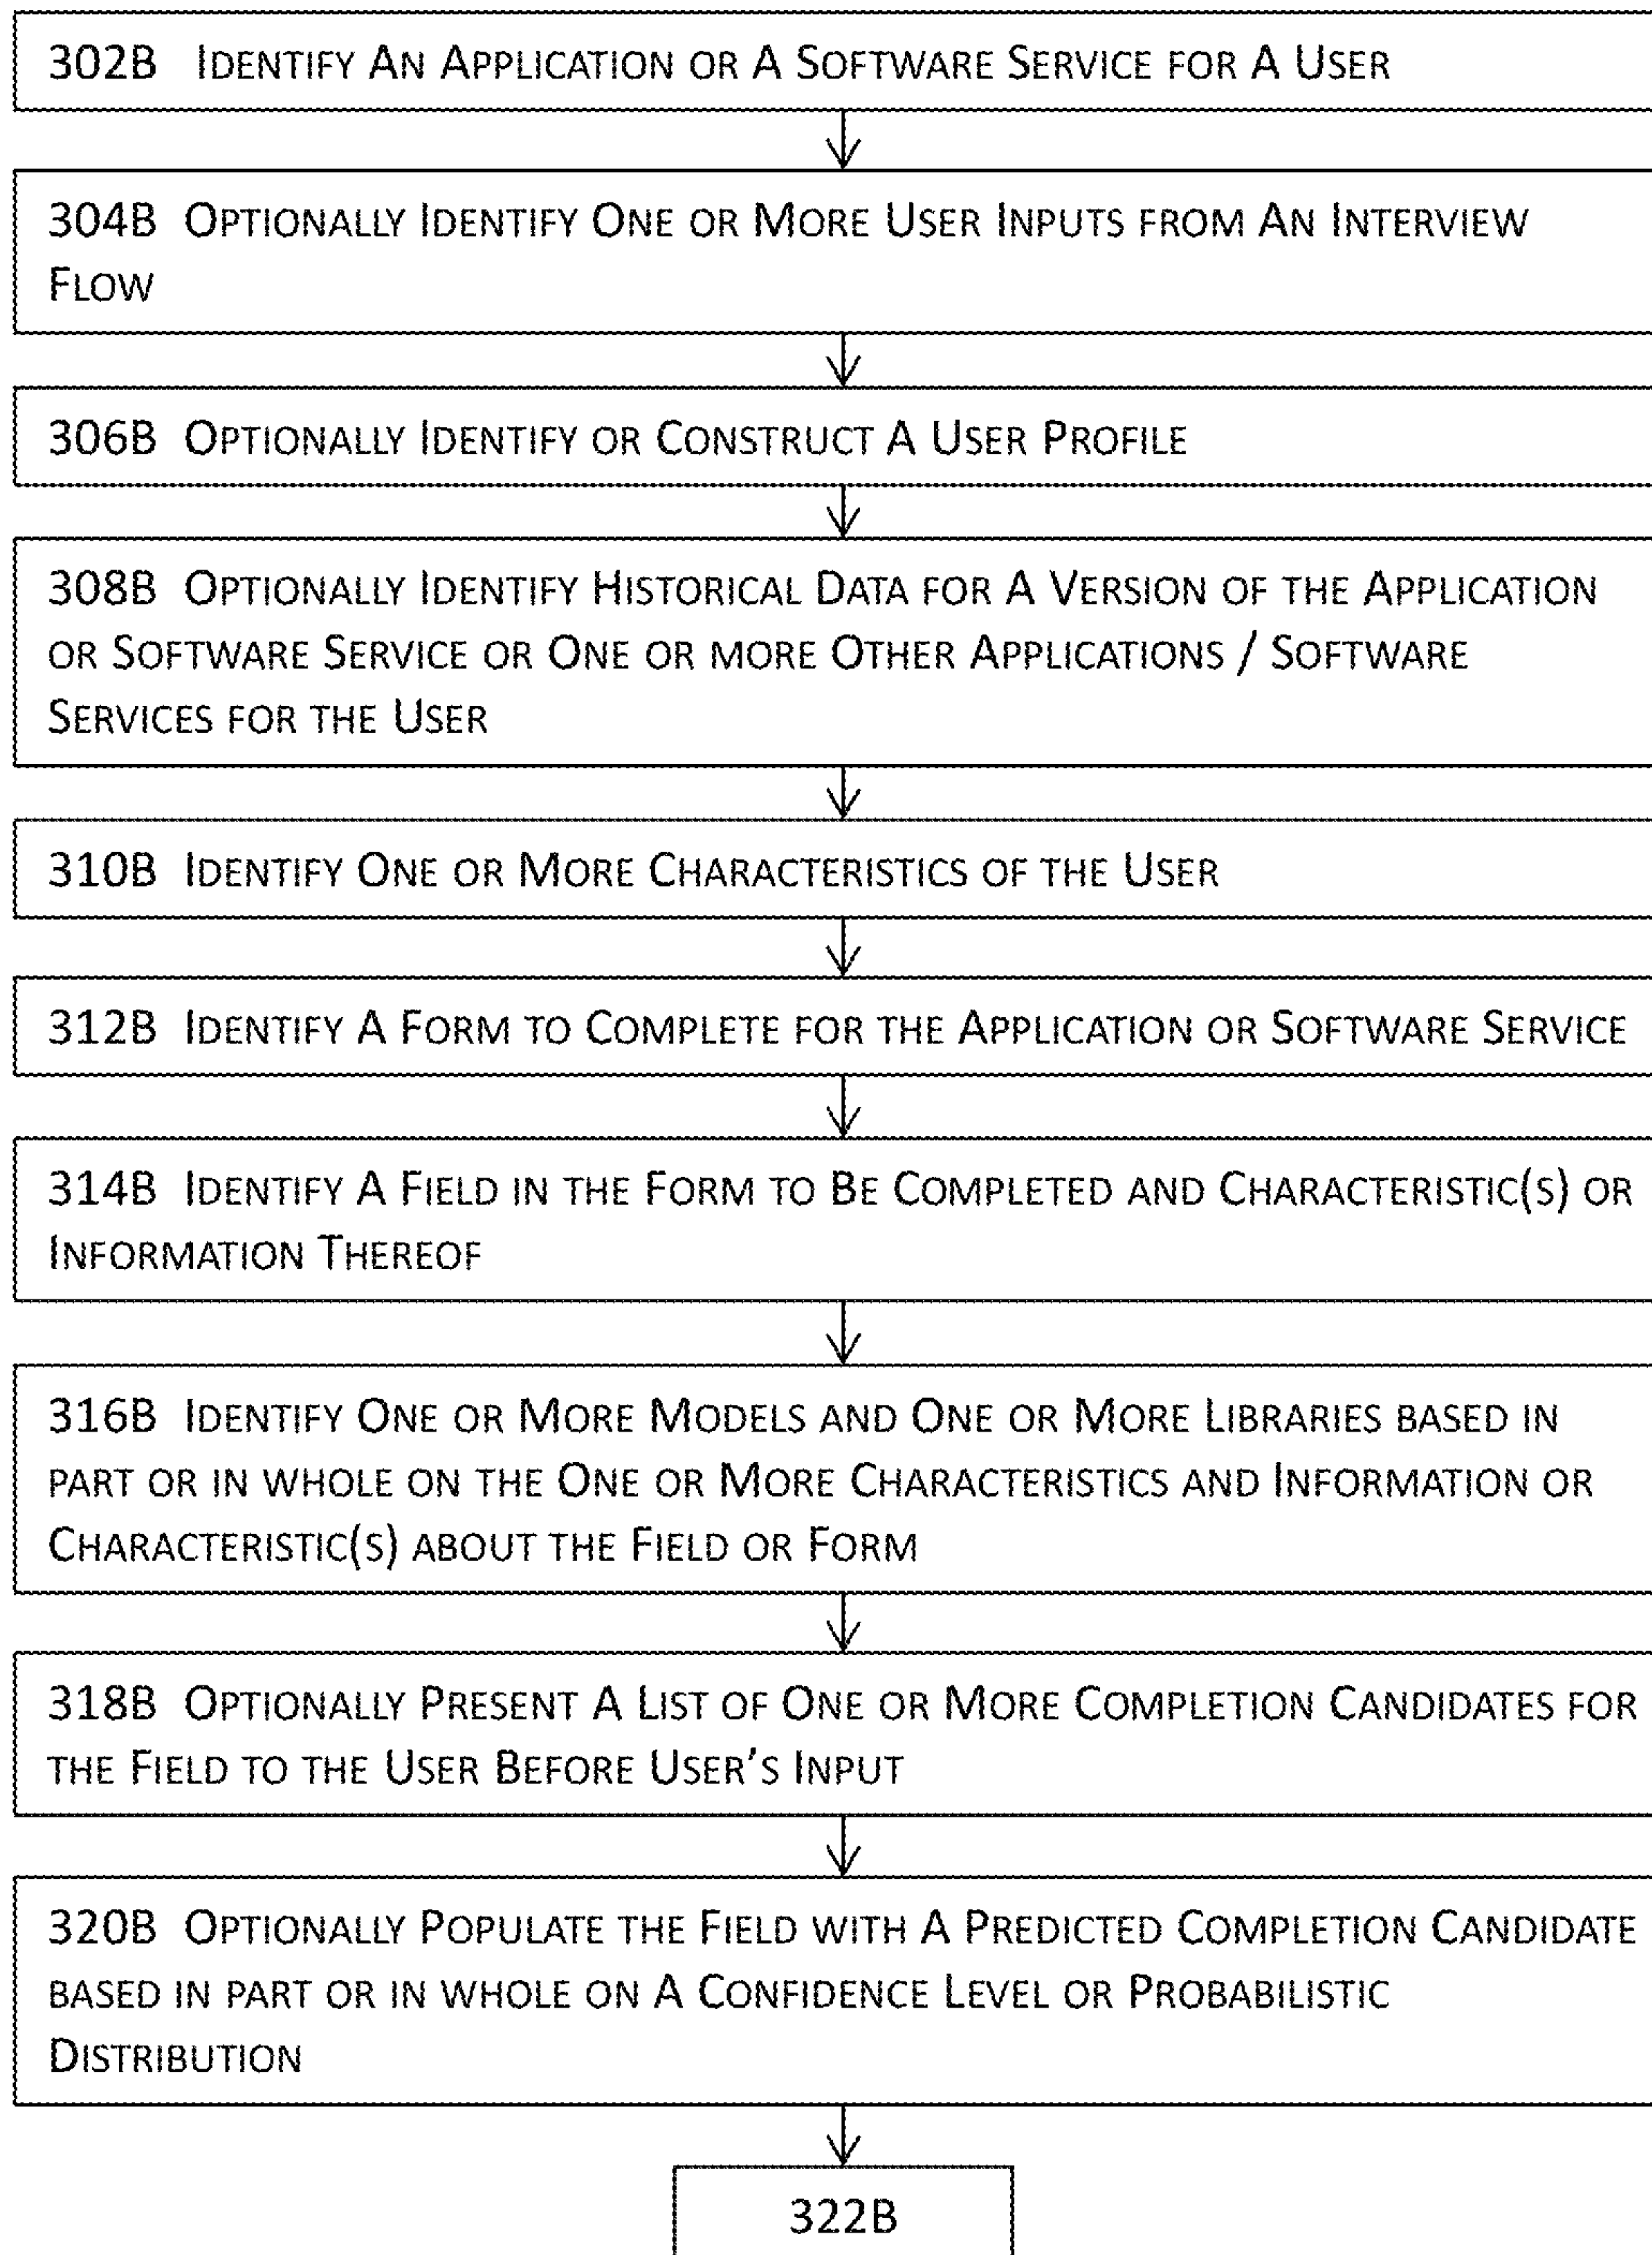 302B Identify An Application or A Software Service for A User
304B Optionally Identify One or More User Inputs from An Interview
Flow
306B Optionally Identify or Construct A User Profile
308B Optionally Identify Historical Data for A Version of the Application
or Software Service or One or more Other Applications / Software
Services for the User
310B Identify One or More Characteristics of the User
312B Identify A Form to Complete for the Application or Software Service
314B Identify A Field in the Form to Be Completed and Characteristic(s) or
Information Thereof
316B Identify One or More Models and One or More Libraries based in
part or in whole on the One or More Characteristics and Information or
Characteristic(s) about the Field or Form
318B Optionally Present A List of One or More Completion Candidates for
the Field to the User Before User's Input
320B Optionally Populate the Field with A Predicted Completion Candidate
based in part or in whole on A Confidence Level or Probabilistic
Distribution
322B